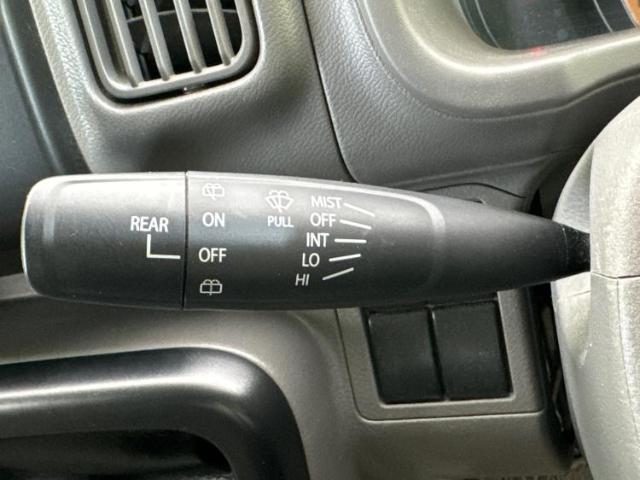 REAR
ON
OFF
PULL
MIST
OFF
INT
LO
HI